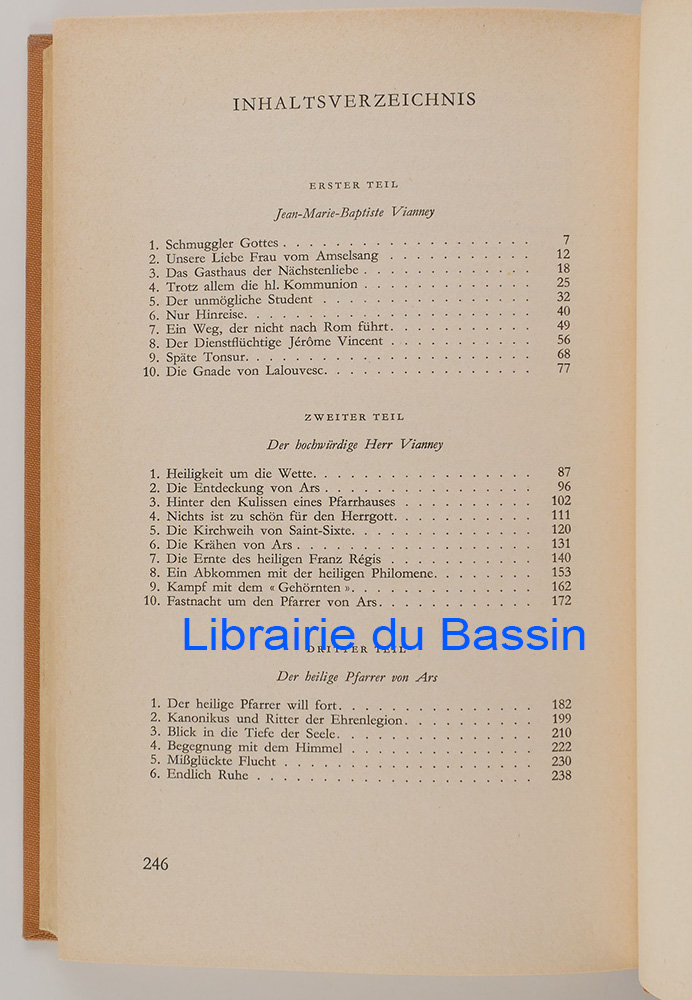 INHALTSVERZEICHNIS
ERSTER TEIL
Jean-Marie-Baptiste Vianney
1. Schmuggler Gottes . . . . . . . . . . . . . . . . . . . . 7
2. Unsere Liebe Frau vom Amselsang . . . . . . . . . . 12
3. Das Gasthaus der Nächstenliebe . . . . . . . . . . . . 18
4. Trotz allem die hl. Kommunion . . . . . . . . . . . . 25
5. Der unmögliche Student . . . . . . . . . . . . . . . 32
6. Nur Hinreise. . . . . . . . . . . . . . . . . . . . 40
7. Ein Weg, der nicht nach Rom führt. . . . . . . . . . 49
8. Der Dienstflüchtige Jérôme Vincent . . . . . . . . . . 56
9. Späte Tonsur. . . . . . . . . . . . . . . . . . . . 68
10. Die Gnade von Lalouvesc. . . . . . . . . . . . . . . 77
ZWEITER TEIL
Der hochwürdige Herr Vianney
1. Heiligkeit um die Wette. . . . . . . . . . . . . . . 87
2. Die Entdeckung von Ars . . . . . . . . . . . . . . . 96
3. Hinter den Kulissen eines Pfarrhauses . . . . . . . . . 102
4. Nichts ist zu schön für den Herrgott. . . . . . . . . . 111
5. Die Kirchweih von Saint-Sixte. . . . . . . . . . . . . 120
6. Die Krähen von Ars . . . . . . . . . . . . . . . . . 131
7. Die Ernte des heiligen Franz Régis . . . . . . . . . . 140
8. Ein Abkommen mit der heiligen Philomene. . . . . . . 153
9. Kampf mit dem « Gehörnten ». . . . . . . . . . . . . 162
10. Fastnacht um den Pfarrer von Ars. . . . . . . . . . . 172
Librairie du Bassin
DRITTER TEIL
Der heilige Pfarrer von Ars
1. Der heilige Pfarrer will fort. . . . . . . . . . . . . . 182
2. Kanonikus und Ritter der Ehrenlegion. . . . . . . . . 199
3. Blick in die Tiefe der Seele. . . . . . . . . . . . . . 210
4. Begegnung mit dem Himmel . . . . . . . . . . . . . 222
5. Mißglückte Flucht . . . . . . . . . . . . . . . . . 230
6. Endlich Ruhe . . . . . . . . . . . . . . . . . . . 238
246